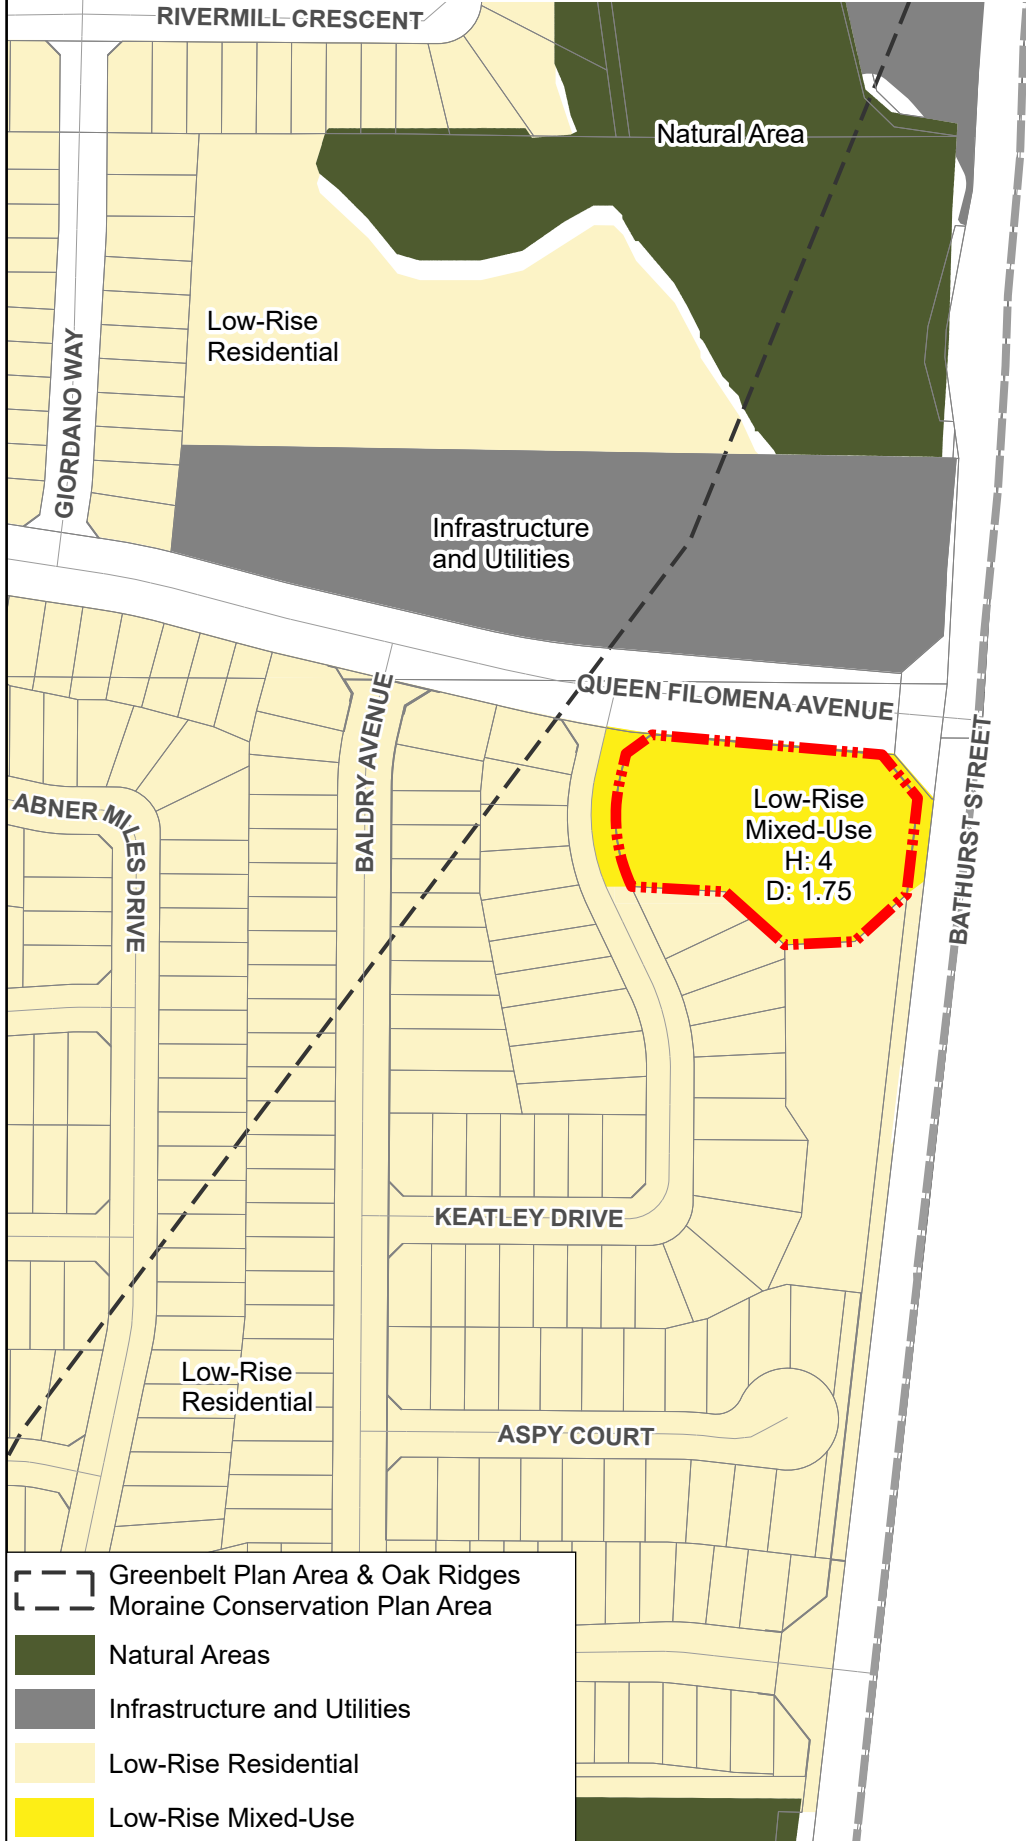 RIVERMILL CRESCENT
Natural Area
Low-Rise
Residential
GIORDANO WAY
Infrastructure
and Utilities
QUEEN FILOMENA AVENUE
BALDRY AVENUE
ABNER MILES DRIVE
Low-Rise
Mixed-Use
H: 4
D: 1.75
BATHURST STREET
KEATLEY DRIVE
Low-Rise
Residential
ASPY COURT
Greenbelt Plan Area & Oak Ridges
Moraine Conservation Plan Area
Natural Areas
Infrastructure and Utilities
Low-Rise Residential
Low-Rise Mixed-Use